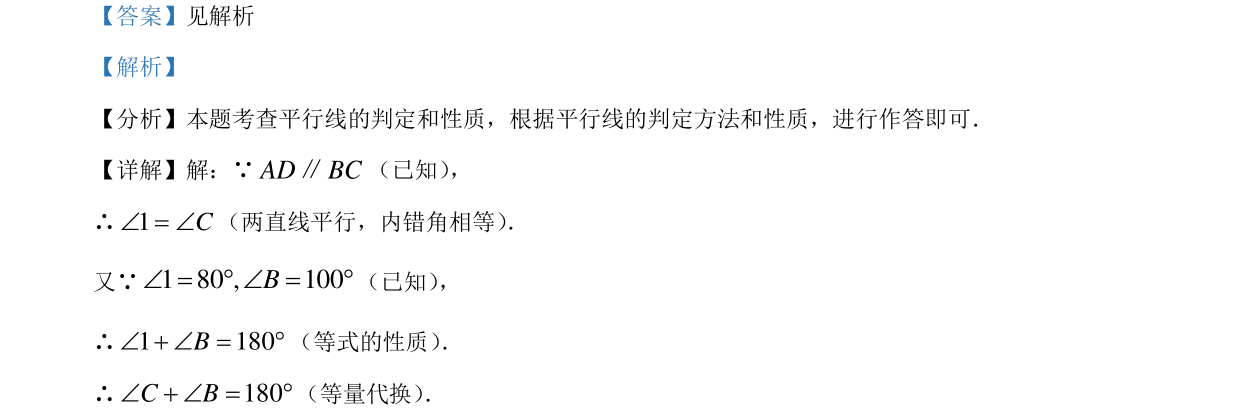 【答案】见解析
【解析】
【分析】本题考查平行线的判定和性质，根据平行线的判定方法和性质，进行作答即可．
【详解】解：∵AD∥BC（已知），
∴∠1=∠C（两直线平行，内错角相等）．
又∵∠1=80°,∠B=100°（已知），
∴∠1+∠B=180°（等式的性质）．
∴∠C+∠B=180°（等量代换）．